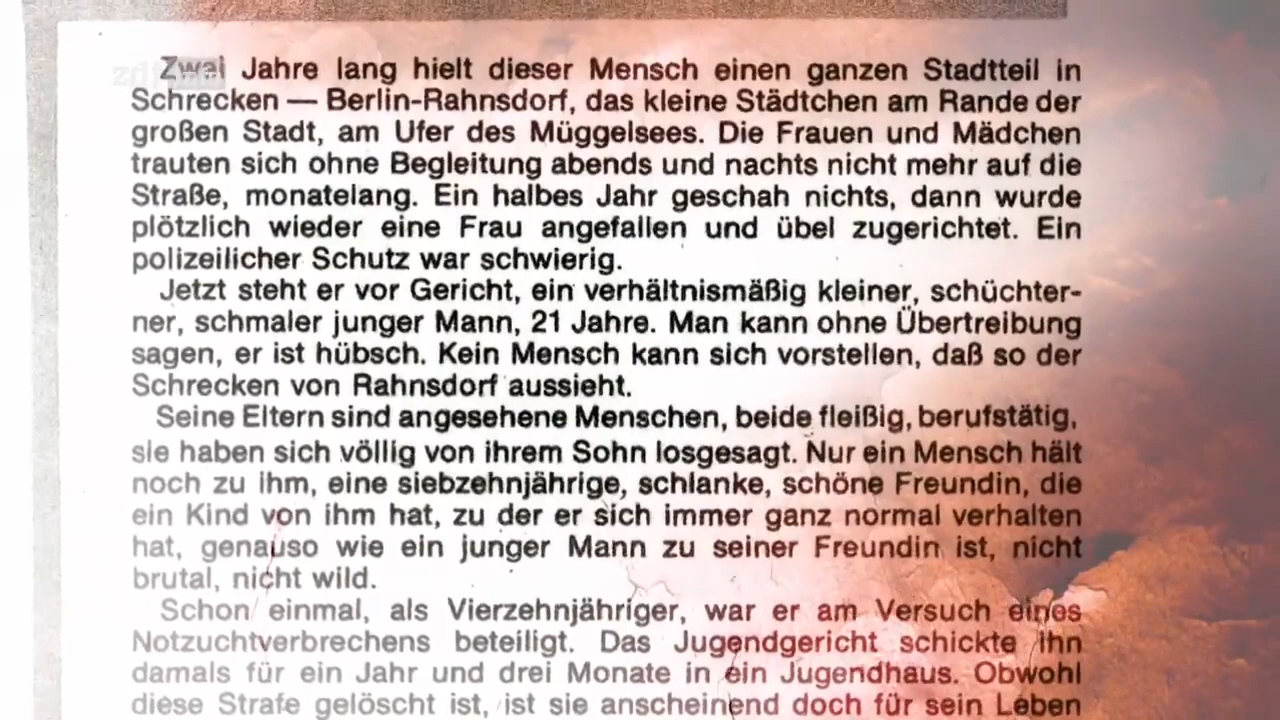 Zwei Jahre lang hielt dieser Mensch einen ganzen Stadtteil in
Schrecken — Berlin-Rahnsdorf, das kleine Städtchen am Rande der
großen Stadt, am Ufer des Müggelsees. Die Frauen und Mädchen
trauten sich ohne Begleitung abends und nachts nicht mehr auf die
Straße, monatelang. Ein halbes Jahr geschah nichts, dann wurde
plötzlich wieder eine Frau angefallen und übel zugerichtet. Ein
polizeilicher Schutz war schwierig.
Jetzt steht er vor Gericht, ein verhältnismäßig kleiner, schüchter-
ner, schmaler junger Mann, 21 Jahre. Man kann ohne Übertreibung
sagen, er ist hübsch. Kein Mensch kann sich vorstellen, daß so der
Schrecken von Rahnsdorf aussieht.
Seine Eltern sind angesehene Menschen, beide fleißig, berufstätig,
sie haben sich völlig von ihrem Sohn losgesagt. Nur ein Mensch hält
noch zu ihm, eine siebzehnjährige, schlanke, schöne Freundin, die
ein Kind von ihm hat, zu der er sich immer ganz normal verhalten
hat, genauso wie ein junger Mann zu seiner Freundin ist, nicht
brutal, nicht wild.
Schon einmal, als Vierzehnjähriger, war er am Versuch eines
Notzuchtverbrechens beteiligt. Das Jugendgericht schickte ihn
damals für ein Jahr und drei Monate in ein Jugendhaus. Obwohl
diese Strafe gelöscht ist, ist sie anscheinend doch für sein Leben